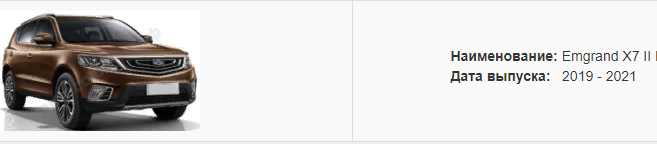 Наименование: Emgrand X7 II
Дата выпуска: 2019 - 2021